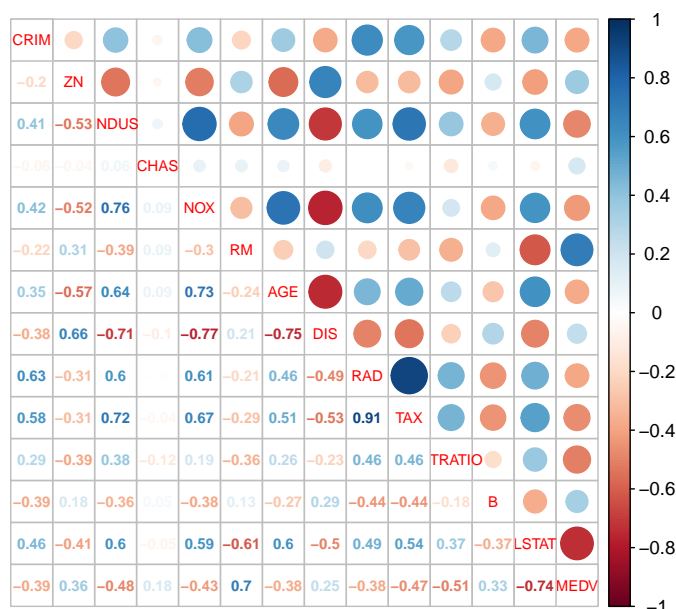 CRIM
−0.2 ZN
0.41 −0.53 NDUS
−0.06 −0.04 0.06 CHAS
0.42 −0.52 0.76 0.09 NOX
−0.22 0.31 −0.39 0.09 −0.3 RM
0.35 −0.57 0.64 0.09 0.73 −0.24 AGE
−0.38 0.66 −0.71 −0.1 −0.77 0.21 −0.75 DIS
0.63 −0.31 0.6 0.61 −0.21 0.46 −0.49 RAD
0.58 −0.31 0.72 −0.04 0.67 −0.29 0.51 −0.53 0.91 TAX
0.29 −0.39 0.38 −0.12 0.19 −0.36 0.26 −0.23 0.46 0.46 TRATIO
−0.39 0.18 −0.36 0.05 −0.38 0.13 −0.27 0.29 −0.44 −0.44 −0.18 B
0.46 −0.41 0.6 −0.05 0.59 −0.61 0.6 −0.5 0.49 0.54 0.37 −0.37 LSTAT
−0.39 0.36 −0.48 0.18 −0.43 0.7 −0.38 0.25 −0.38 −0.47 −0.51 0.33 −0.74 MEDV
1
0.8
0.6
0.4
0.2
0
−0.2
−0.4
−0.6
−0.8
−1